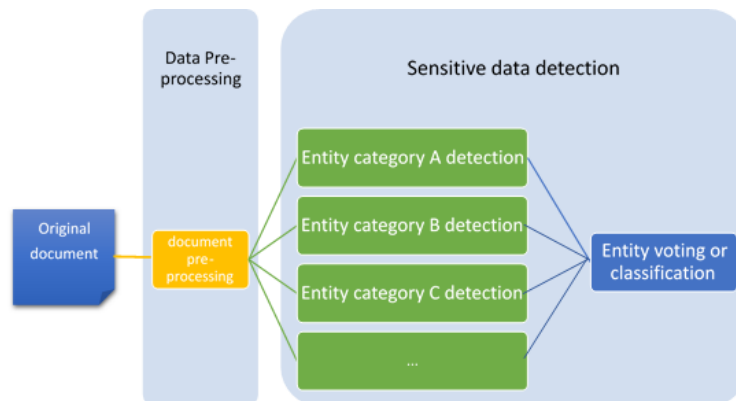 Data Pre-
processing
Sensitive data detection
Original
document
document
pre-
processing
Entity category A detection
Entity category B detection
Entity category C detection
...
Entity voting or
classification